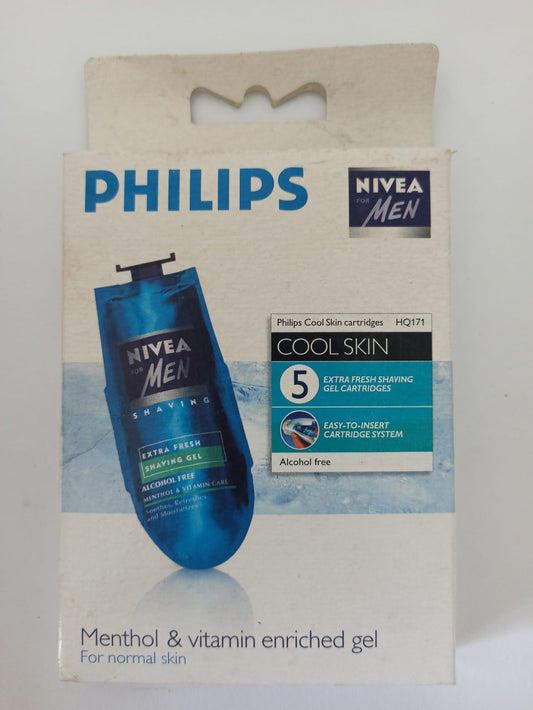 PHILIPS
NIVEA
FOR
MEN
NIVEA
FOR
MEN
SHAVING
EXTRA FRESH
SHAVING GEL
ALCOHOL FREE
MENTHOL & VITAMIN CARE
Soothes, Refreshes
and Moisturizes
Philips Cool Skin cartridges HQ171
COOL SKIN
5 EXTRA FRESH SHAVING
GEL CARTRIDGES
EASY-TO-INSERT
CARTRIDGE SYSTEM
Alcohol free
Menthol & vitamin enriched gel
For normal skin